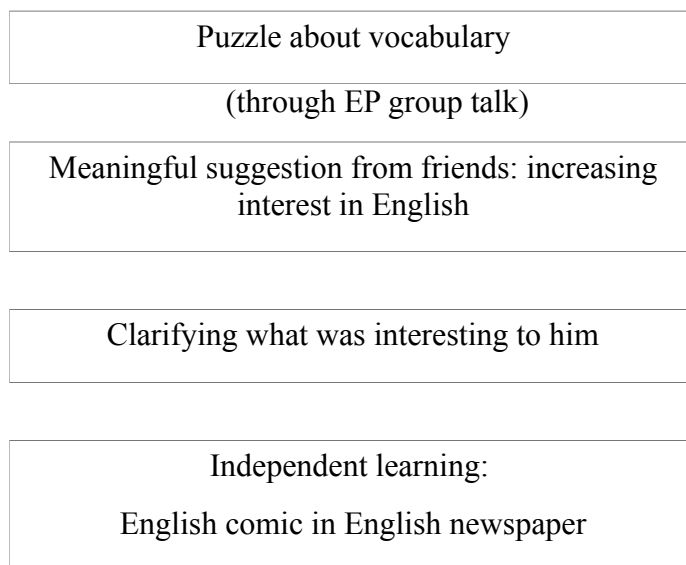 Puzzle about vocabulary
(through EP group talk)
Meaningful suggestion from friends: increasing
interest in English
Clarifying what was interesting to him
Independent learning:
English comic in English newspaper